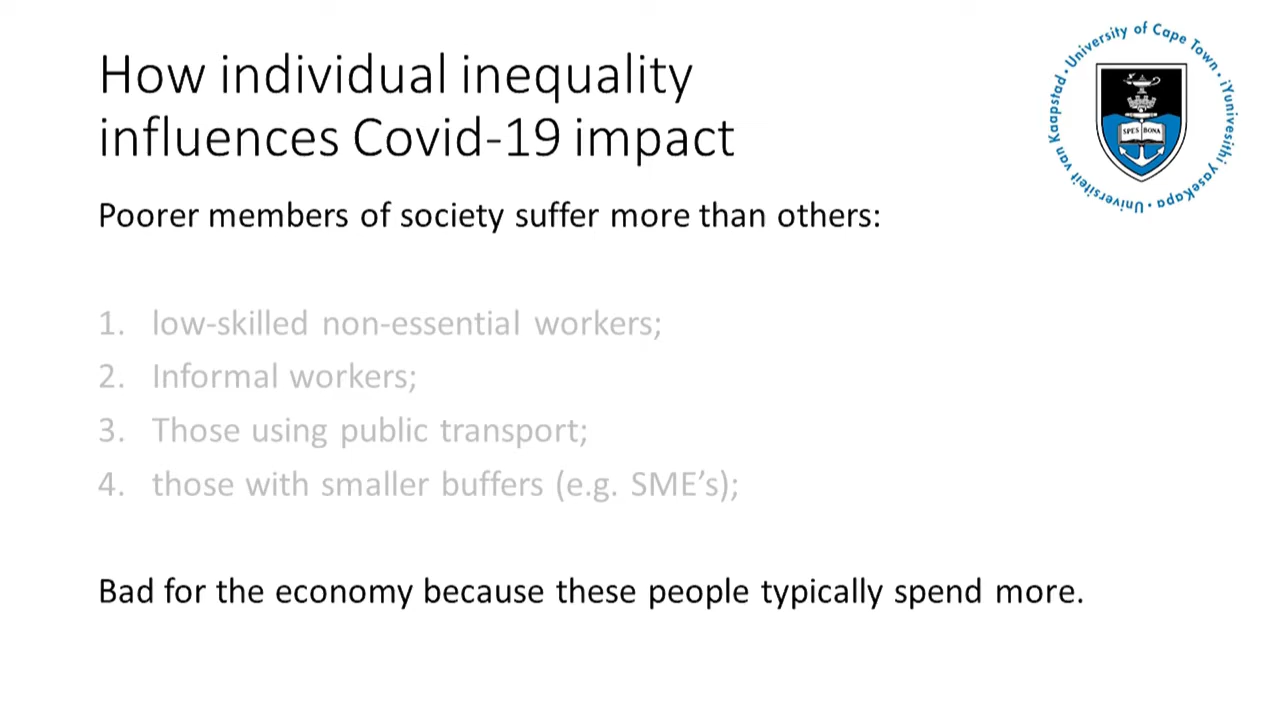 How individual inequality
influences Covid-19 impact
University of Cape Town • iYunivesithi yaseKapa • Universiteit van Kaapstad •
SPES BONA
Poorer members of society suffer more than others:
1. low-skilled non-essential workers;
2. Informal workers;
3. Those using public transport;
4. those with smaller buffers (e.g. SME’s);
Bad for the economy because these people typically spend more.